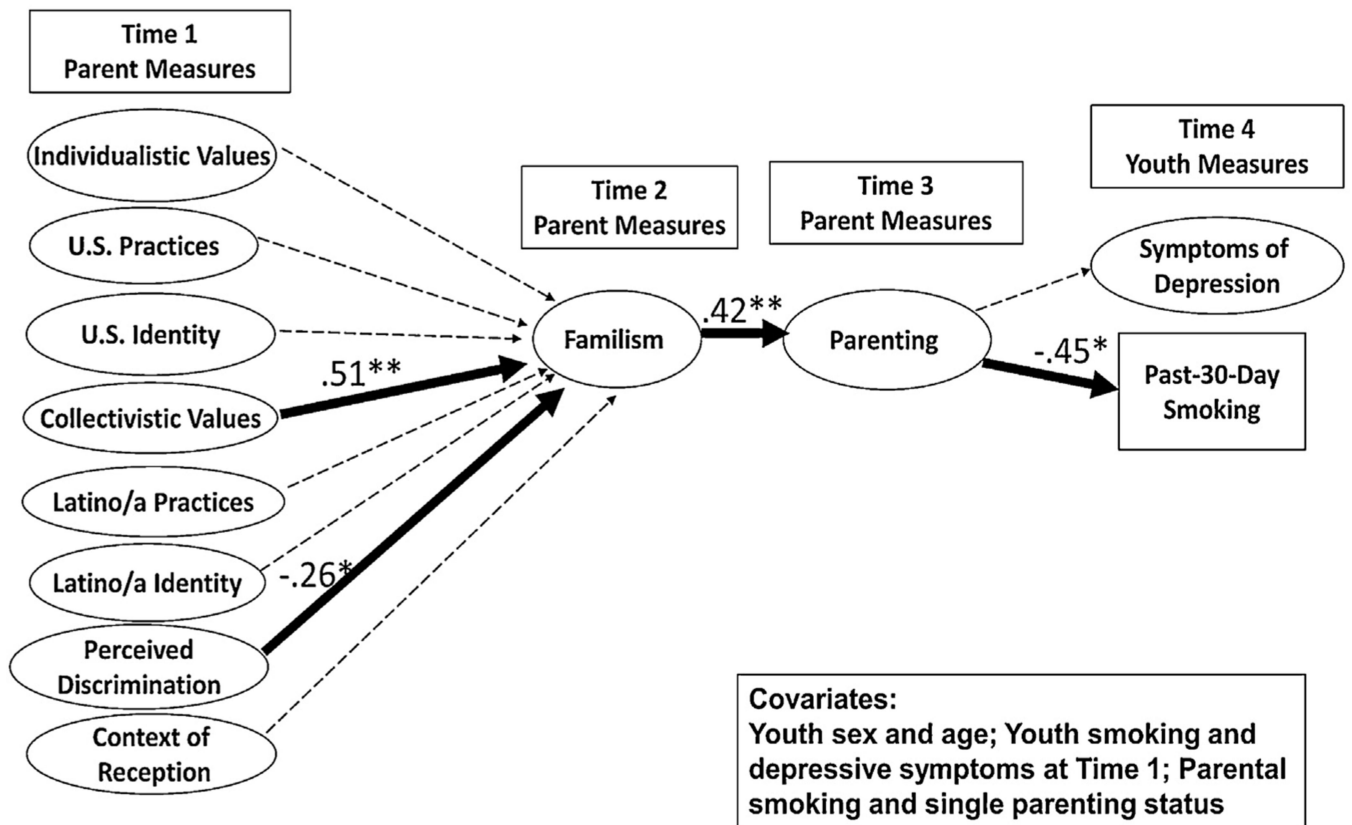 Time 1
Parent Measures
Individualistic Values
U.S. Practices
U.S. Identity
Collectivistic Values
Latino/a Practices
Latino/a Identity
Perceived
Discrimination
Context of
Reception
.51**
-.26*
Time 2
Parent Measures
Familism
.42**
Time 3
Parent Measures
Parenting
-.45*
Time 4
Youth Measures
Symptoms of
Depression
Past-30-Day
Smoking
Covariates:
Youth sex and age; Youth smoking and
depressive symptoms at Time 1; Parental
smoking and single parenting status